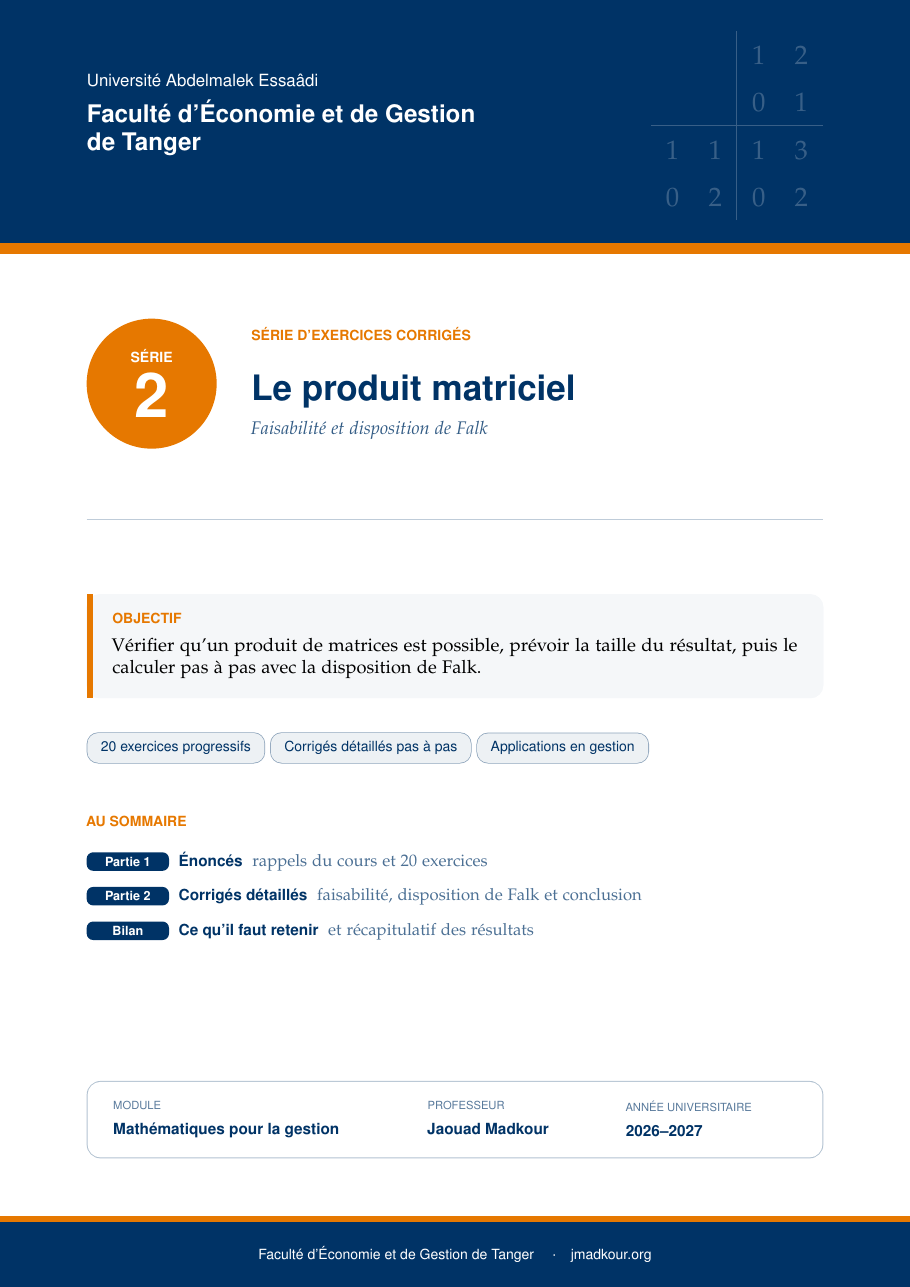 Université Abdelmalek Essaâdi
Faculté d'Économie et de Gestion
de Tanger
1 2
0 1
1 1 1 3
0 2 0 2
SÉRIE
2
SÉRIE D'EXERCICES CORRIGÉS
Le produit matriciel
Faisabilité et disposition de Falk
OBJECTIF
Vérifier qu'un produit de matrices est possible, prévoir la taille du résultat, puis le
calculer pas à pas avec la disposition de Falk.
20 exercices progressifs
Corrigés détaillés pas à pas
Applications en gestion
AU SOMMAIRE
Partie 1 Énoncés rappels du cours et 20 exercices
Partie 2 Corrigés détaillés faisabilité, disposition de Falk et conclusion
Bilan Ce qu'il faut retenir et récapitulatif des résultats
MODULE
Mathématiques pour la gestion
PROFESSEUR
Jaouad Madkour
ANNÉE UNIVERSITAIRE
2026–2027
Faculté d'Économie et de Gestion de Tanger · jmadkour.org